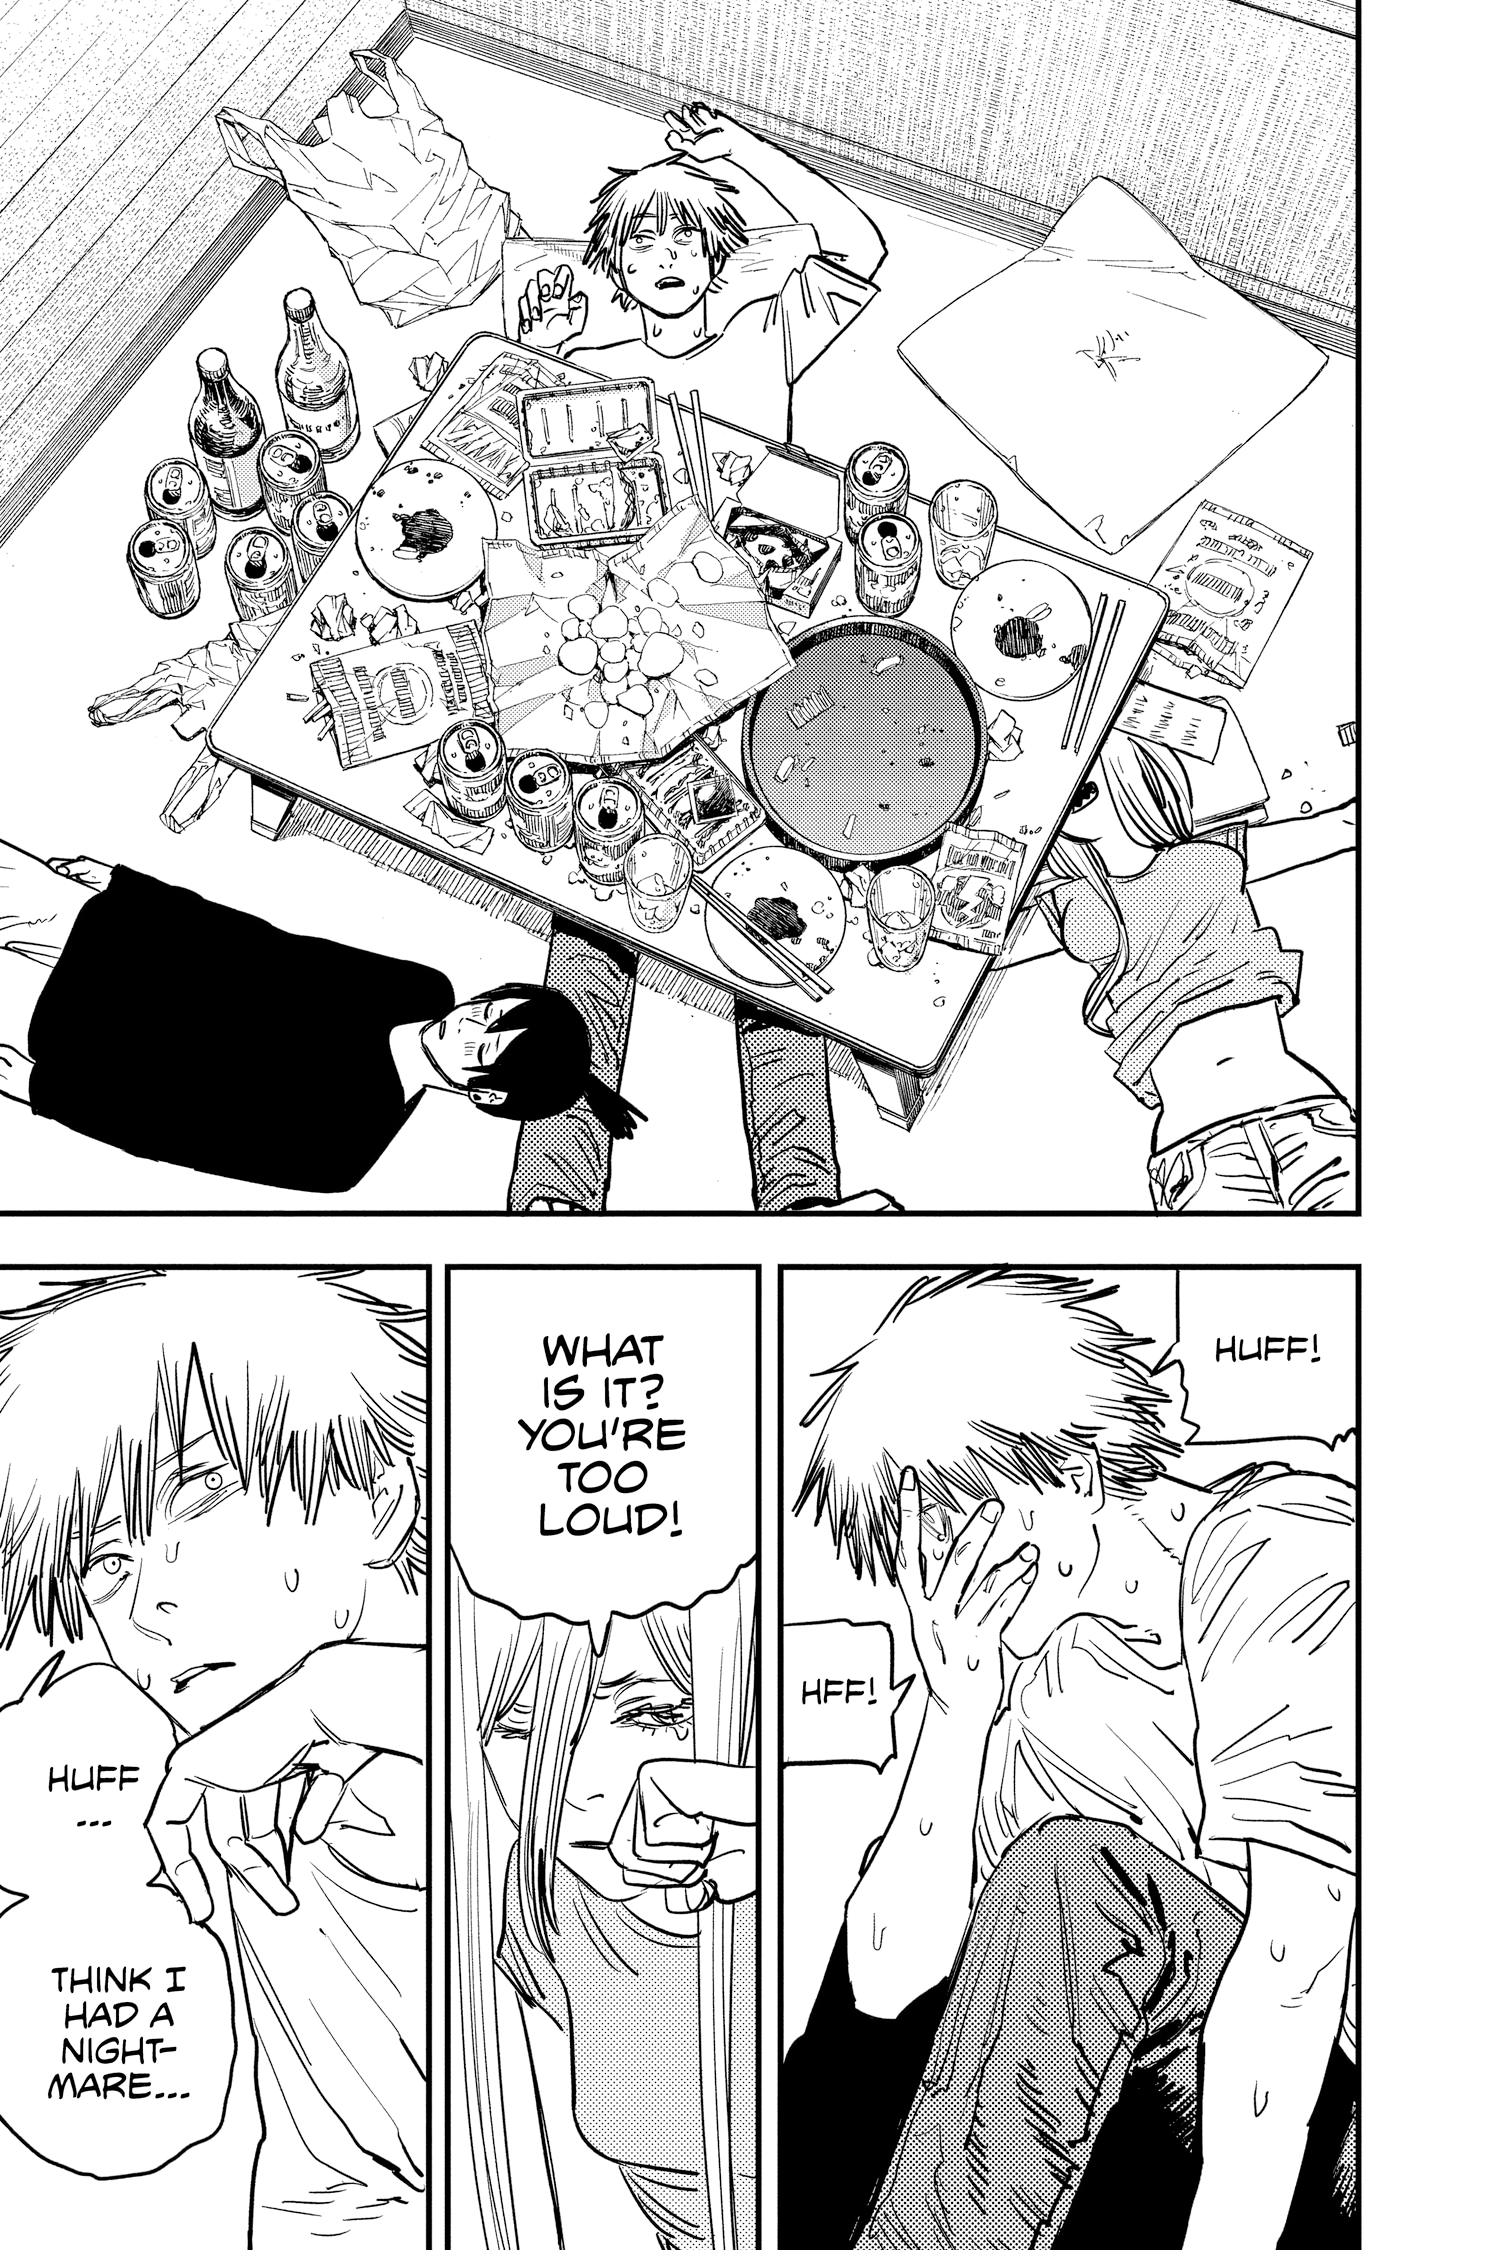 HUFF!
HFF!
WHAT
IS IT?
YOU'RE
TOO
LOUD!
HUFF
...
THINK I
HAD A
NIGHT-
MARE...